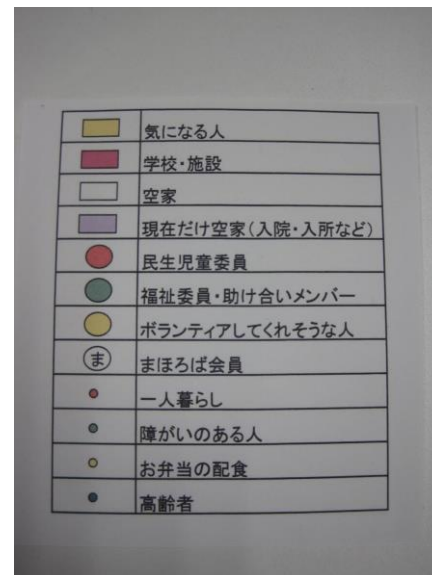 気になる人
学校・施設
空家
現在だけ空家(入院・入所など)
民生児童委員
福祉委員・助け合いメンバー
ボランティアしてくれそうな人
ま まほろば会員
一人暮らし
障がいのある人
お弁当の配食
高齢者